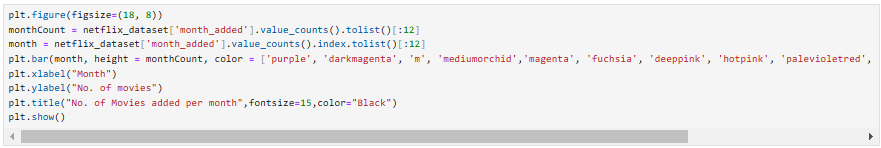 plt.figure(figsize=(18, 8))
monthCount = netflix_dataset['month_added'].value_counts().tolist()[:12]
month = netflix_dataset['month_added'].value_counts().index.tolist()[:12]
plt.bar(month, height = monthCount, color = ['purple', 'darkmagenta', 'm', 'mediumorchid','magenta', 'fuchsia', 'deeppink', 'hotpink', 'palevioletred',
plt.xlabel("Month")
plt.ylabel("No. of movies")
plt.title("No. of Movies added per month",fontsize=15,color="Black")
plt.show()